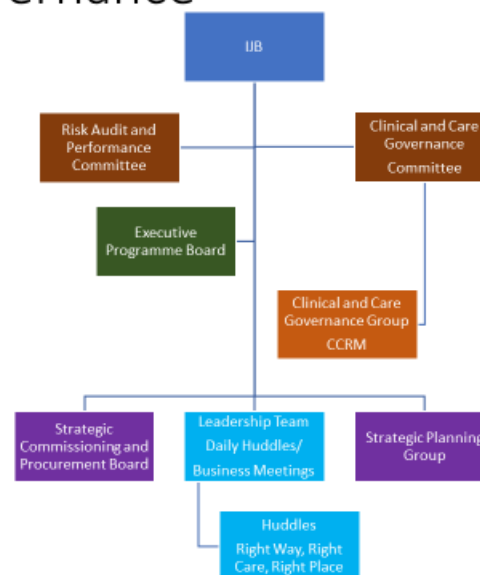 IJB
Risk Audit and
Performance
Committee
Clinical and Care
Governance
Committee
Executive
Programme Board
Clinical and Care
Governance Group
CCRM
Strategic
Commissioning and
Procurement Board
Leadership Team
Daily Huddles/
Business Meetings
Strategic Planning
Group
Huddles
Right Way, Right
Care, Right Place